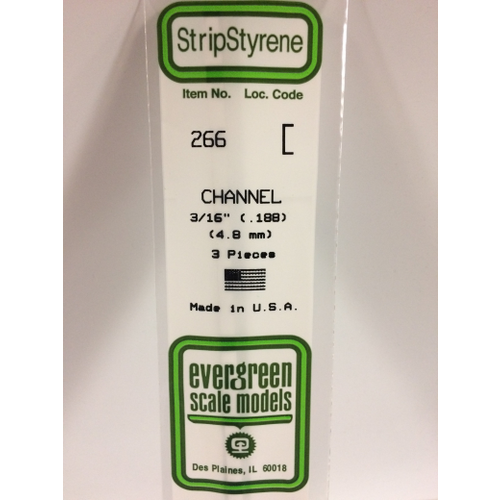 StripStyrene
Item No. Loc. Code
266 [
CHANNEL
3/16" (.188)
(4.8 mm)
3 Pieces
Made in U.S.A.
evergreen
scale models
Des Plaines, IL 60018